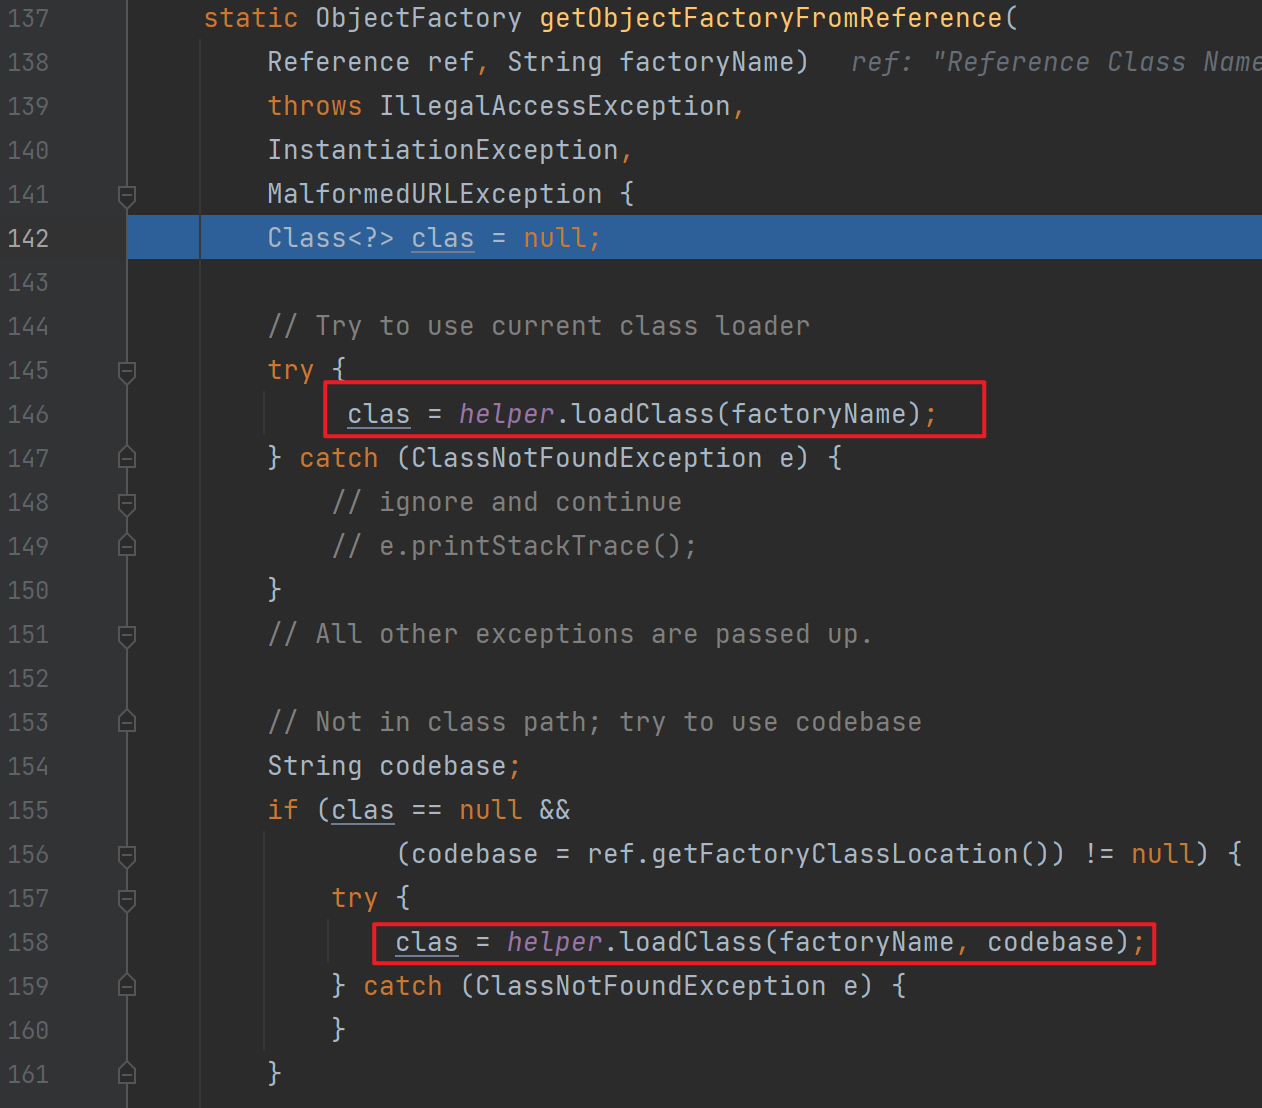 137 static ObjectFactory getObjectFactoryFromReference(
138 Reference ref, String factoryName) ref: "Reference Class Name
139 throws IllegalAccessException,
140 InstantiationException,
141 MalformedURLException {
142 Class<?> clas = null;
143
144 // Try to use current class loader
145 try {
146 clas = helper.loadClass(factoryName);
147 } catch (ClassNotFoundException e) {
148 // ignore and continue
149 // e.printStackTrace();
150 }
151 // All other exceptions are passed up.
152
153 // Not in class path; try to use codebase
154 String codebase;
155 if (clas == null &&
156 (codebase = ref.getFactoryClassLocation()) != null) {
157 try {
158 clas = helper.loadClass(factoryName, codebase);
159 } catch (ClassNotFoundException e) {
160 }
161 }